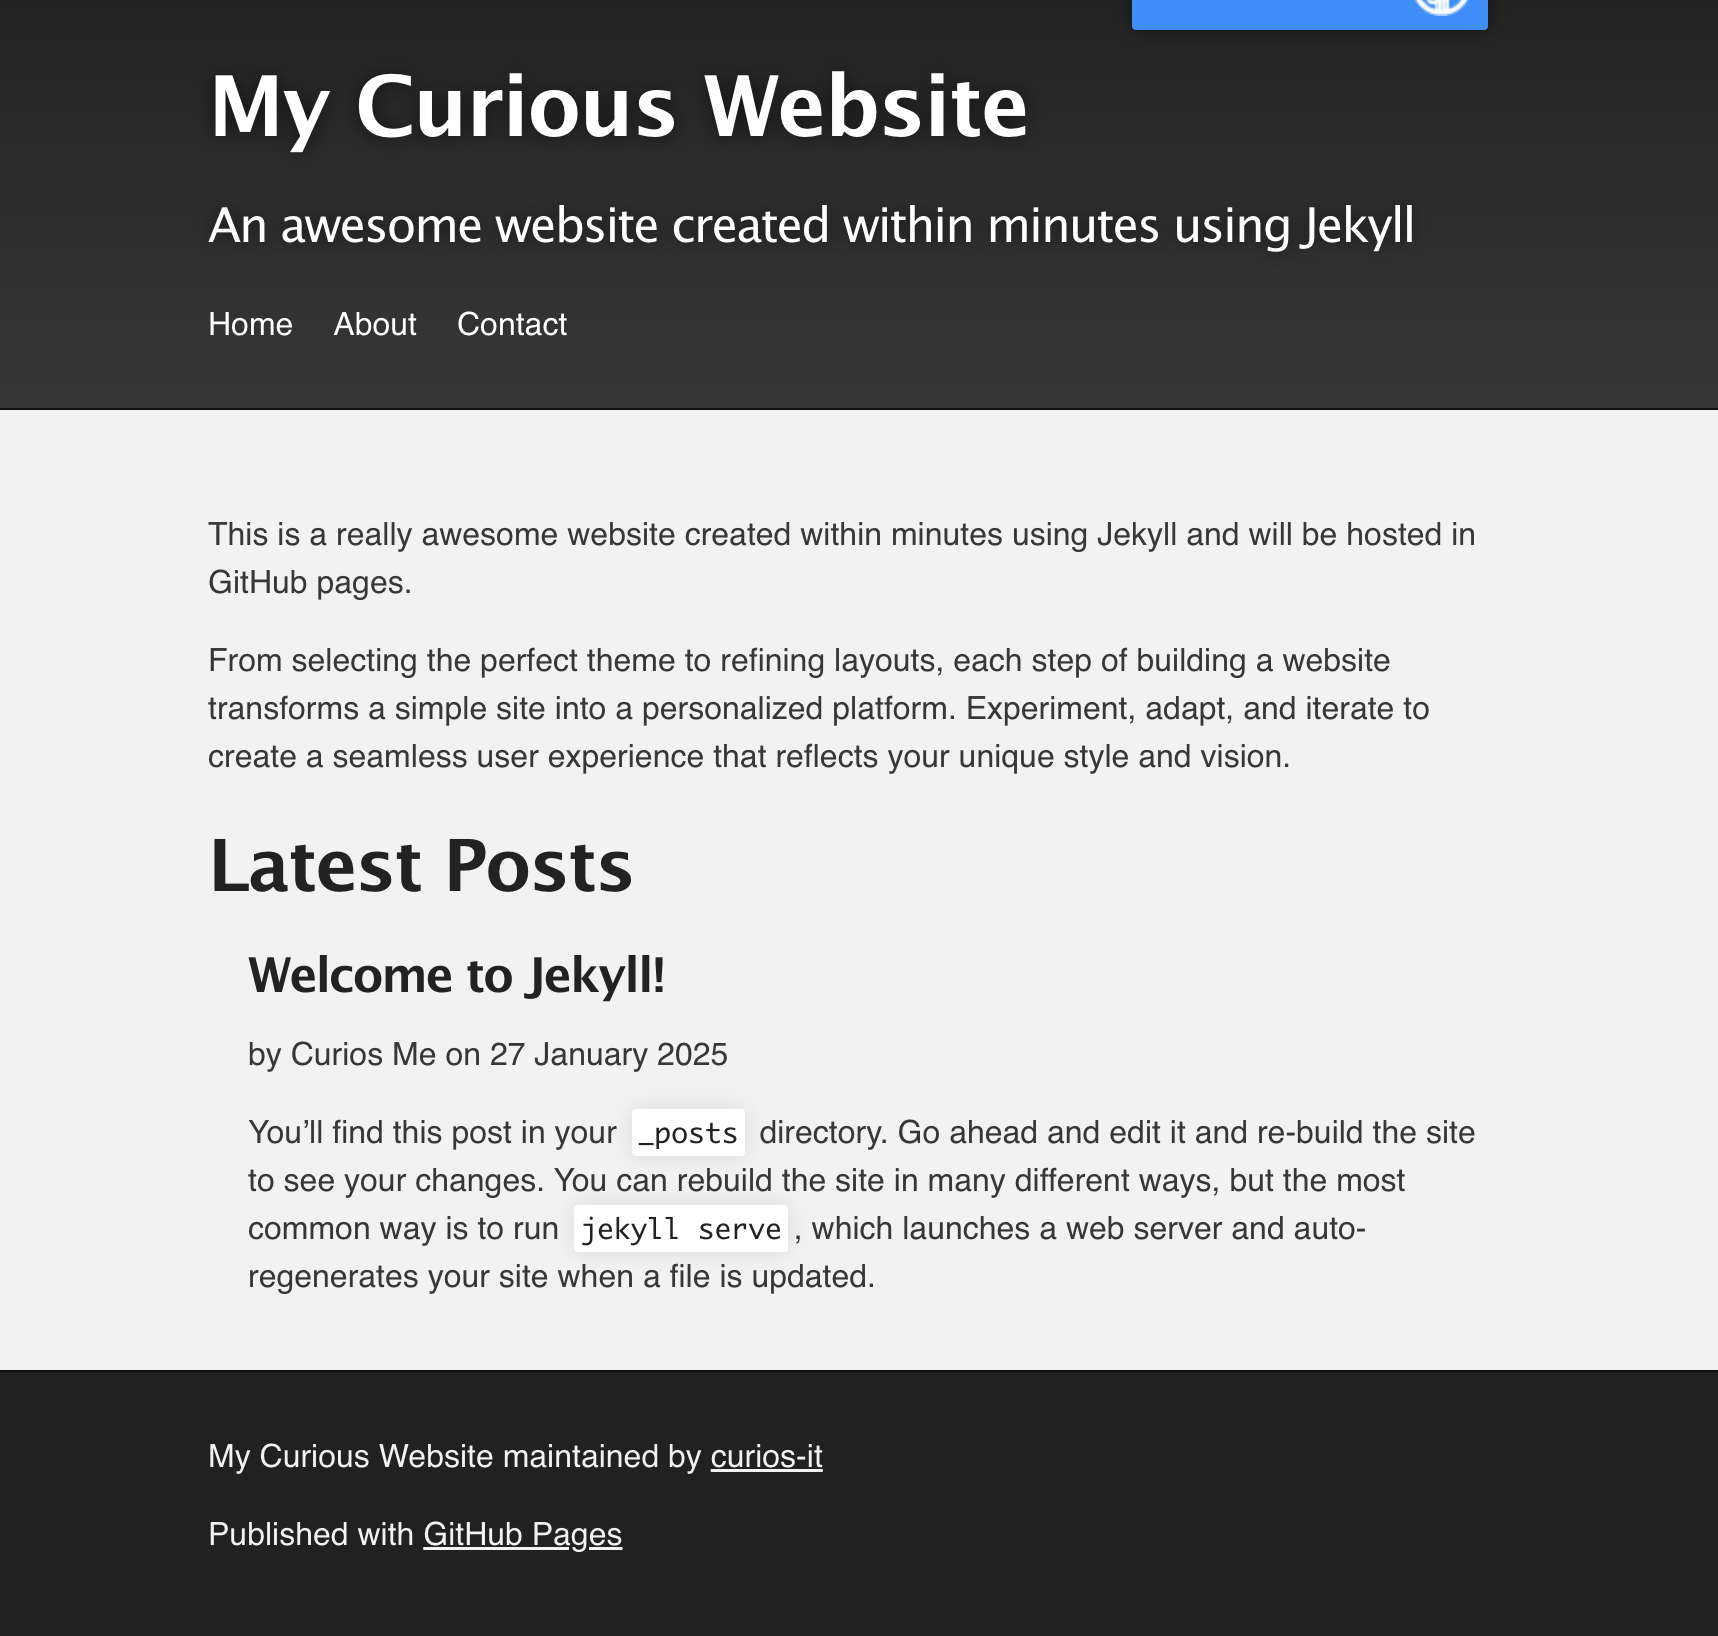 My Curious Website
An awesome website created within minutes using Jekyll
Home About Contact
This is a really awesome website created within minutes using Jekyll and will be hosted in
GitHub pages.
From selecting the perfect theme to refining layouts, each step of building a website
transforms a simple site into a personalized platform. Experiment, adapt, and iterate to
create a seamless user experience that reflects your unique style and vision.
Latest Posts
Welcome to Jekyll!
by Curios Me on 27 January 2025
You’ll find this post in your _posts directory. Go ahead and edit it and re-build the site
to see your changes. You can rebuild the site in many different ways, but the most
common way is to run jekyll serve, which launches a web server and auto-
regenerates your site when a file is updated.
My Curious Website maintained by curios-it
Published with GitHub Pages